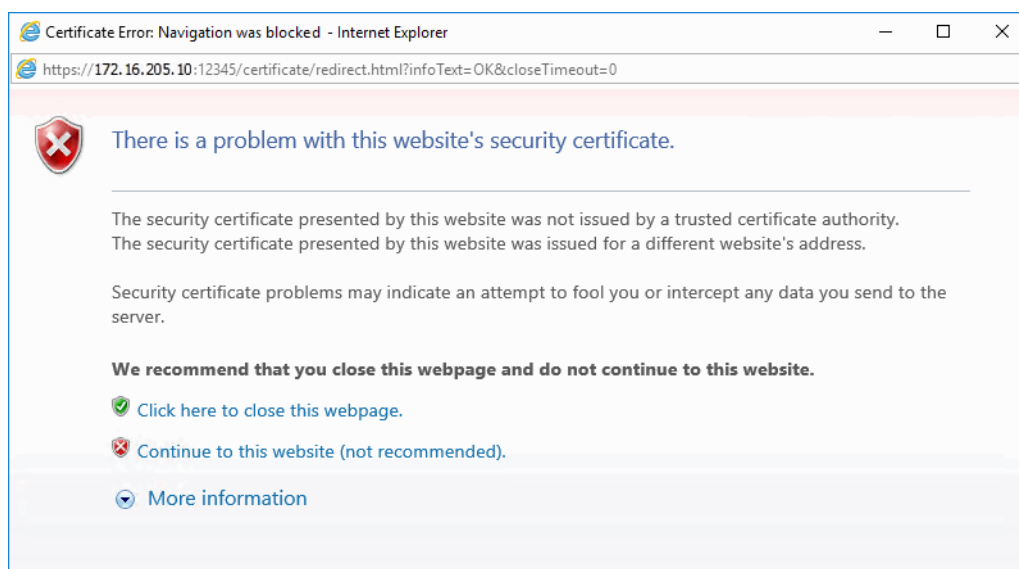 Certificate Error: Navigation was blocked - Internet Explorer
https://172.16.205.10:12345/certificate/redirect.html?infoText=OK&closeTimeout=0
There is a problem with this website's security certificate.
The security certificate presented by this website was not issued by a trusted certificate authority.
The security certificate presented by this website was issued for a different website's address.
Security certificate problems may indicate an attempt to fool you or intercept any data you send to the
server.
We recommend that you close this webpage and do not continue to this website.
Click here to close this webpage.
Continue to this website (not recommended).
More information